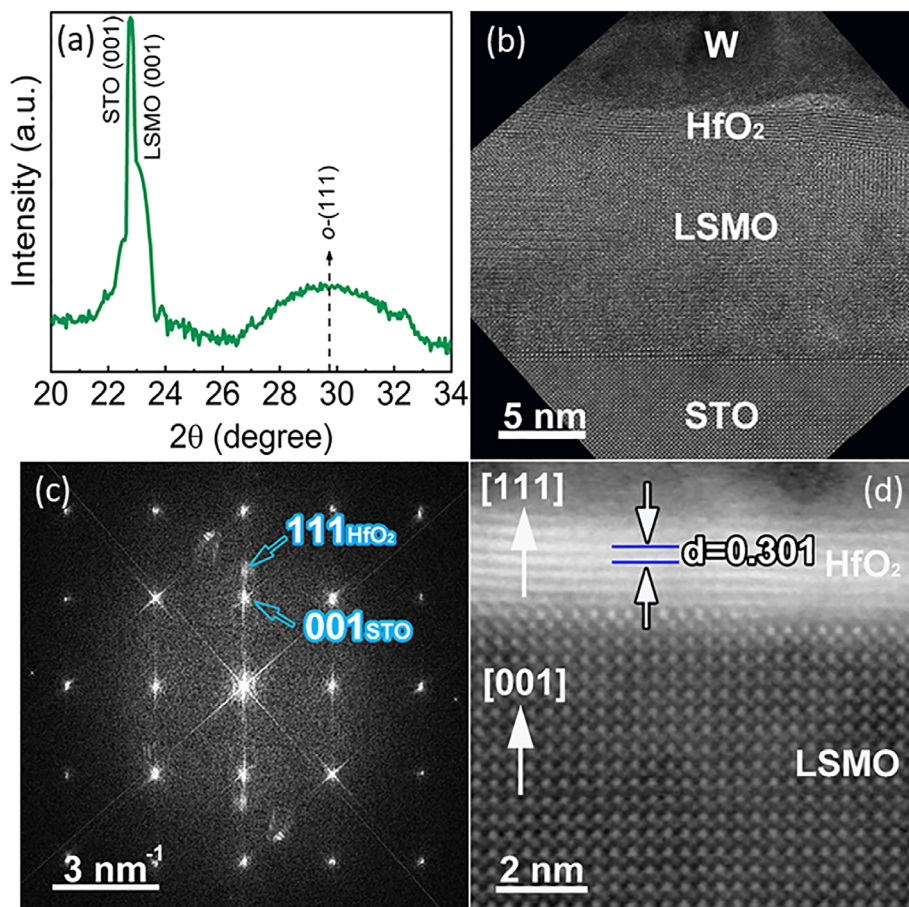 (a)
STO (001)
LSMO (001)
o-(111)
Intensity (a.u.)
20 22 24 26 28 30 32 34
2θ (degree)
(b)
W
HfO₂
LSMO
STO
5 nm
(c)
111HfO₂
001STO
3 nm⁻¹
[111]
(d)
d=0.301
HfO₂
[001]
LSMO
2 nm